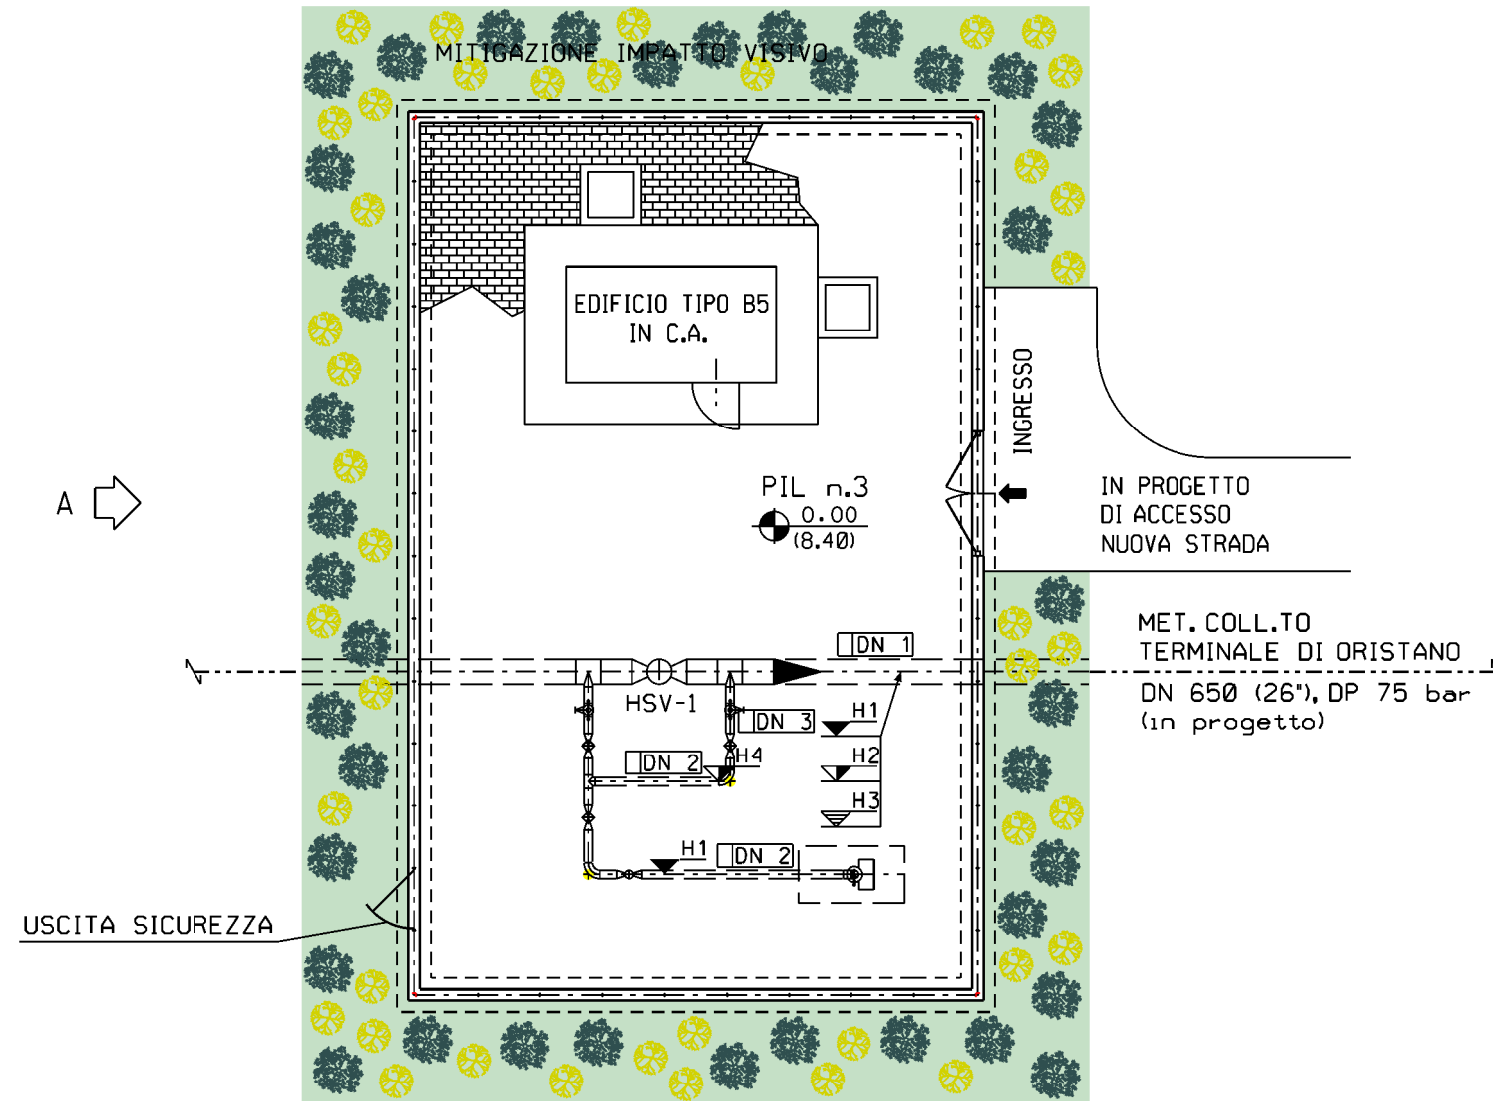 MITIGAZIONE IMPATTO VISIVO
EDIFICIO TIPO B5
IN C.A.
INGRESSO
A
PIL n.3
0.00
(8.40)
IN PROGETTO
DI ACCESSO
NUOVA STRADA
MET. COLL.TO
TERMINALE DI ORISTANO
DN 650 (26"), DP 75 bar
(in progetto)
DN 1
HSV-1
DN 3
H1
DN 2
H4
H2
H3
H1
DN 2
USCITA SICUREZZA